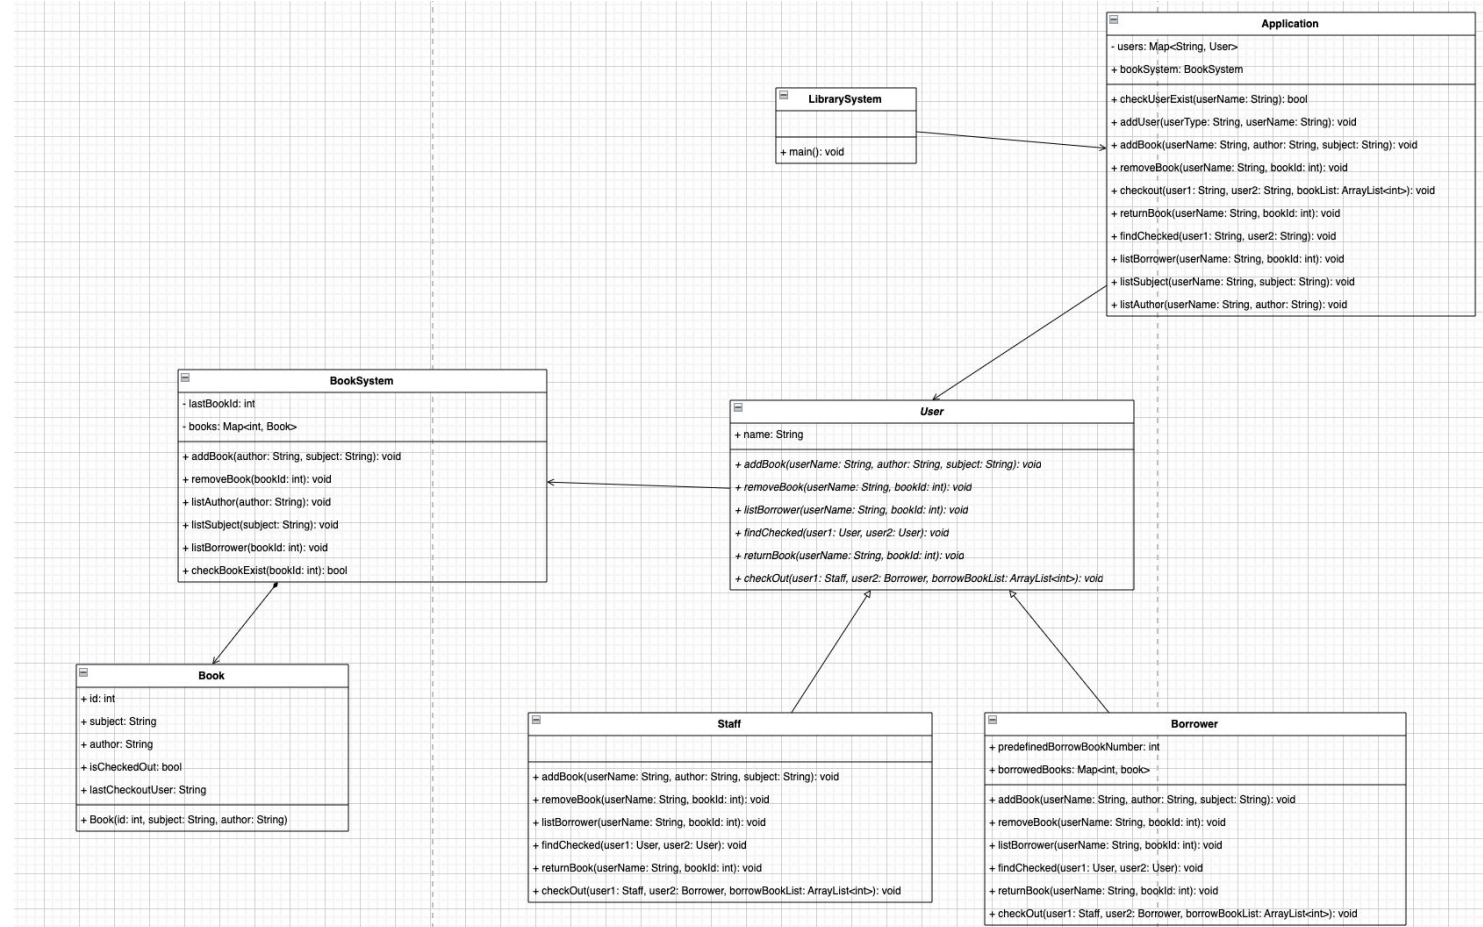 Application
- users: Map<String, User>
+ bookSystem: BookSystem
+ checkUserExist(userName: String): bool
+ addUser(userType: String, userName: String): void
+ addBook(userName: String, author: String, subject: String): void
+ removeBook(userName: String, bookId: int): void
+ checkout(user1: String, user2: String, bookList: ArrayList<int>): void
+ returnBook(userName: String, bookId: int): void
+ findChecked(user1: String, user2: String): void
+ listBorrower(userName: String, bookId: int): void
+ listSubject(userName: String, subject: String): void
+ listAuthor(userName: String, author: String): void
LibrarySystem
+ main(): void
BookSystem
- lastBookId: int
- books: Map<int, Book>
+ addBook(author: String, subject: String): void
+ removeBook(bookId: int): void
+ listAuthor(author: String): void
+ listSubject(subject: String): void
+ listBorrower(bookId: int): void
+ checkBookExist(bookId: int): bool
User
+ name: String
+ addBook(userName: String, author: String, subject: String): void
+ removeBook(userName: String, bookId: int): void
+ listBorrower(userName: String, bookId: int): void
+ findChecked(user1: User, user2: User): void
+ returnBook(userName: String, bookId: int): void
+ checkOut(user1: Staff, user2: Borrower, borrowBookList: ArrayList<int>): void
Book
+ id: int
+ subject: String
+ author: String
+ isCheckedOut: bool
+ lastCheckoutUser: String
+ Book(id: int, subject: String, author: String)
Staff
+ addBook(userName: String, author: String, subject: String): void
+ removeBook(userName: String, bookId: int): void
+ listBorrower(userName: String, bookId: int): void
+ findChecked(user1: User, user2: User): void
+ returnBook(userName: String, bookId: int): void
+ checkOut(user1: Staff, user2: Borrower, borrowBookList: ArrayList<int>): void
Borrower
+ predefinedBorrowBookNumber: int
+ borrowedBooks: Map<int, book>
+ addBook(userName: String, author: String, subject: String): void
+ removeBook(userName: String, bookId: int): void
+ listBorrower(userName: String, bookId: int): void
+ findChecked(user1: User, user2: User): void
+ returnBook(userName: String, bookId: int): void
+ checkOut(user1: Staff, user2: Borrower, borrowBookList: ArrayList<int>): void